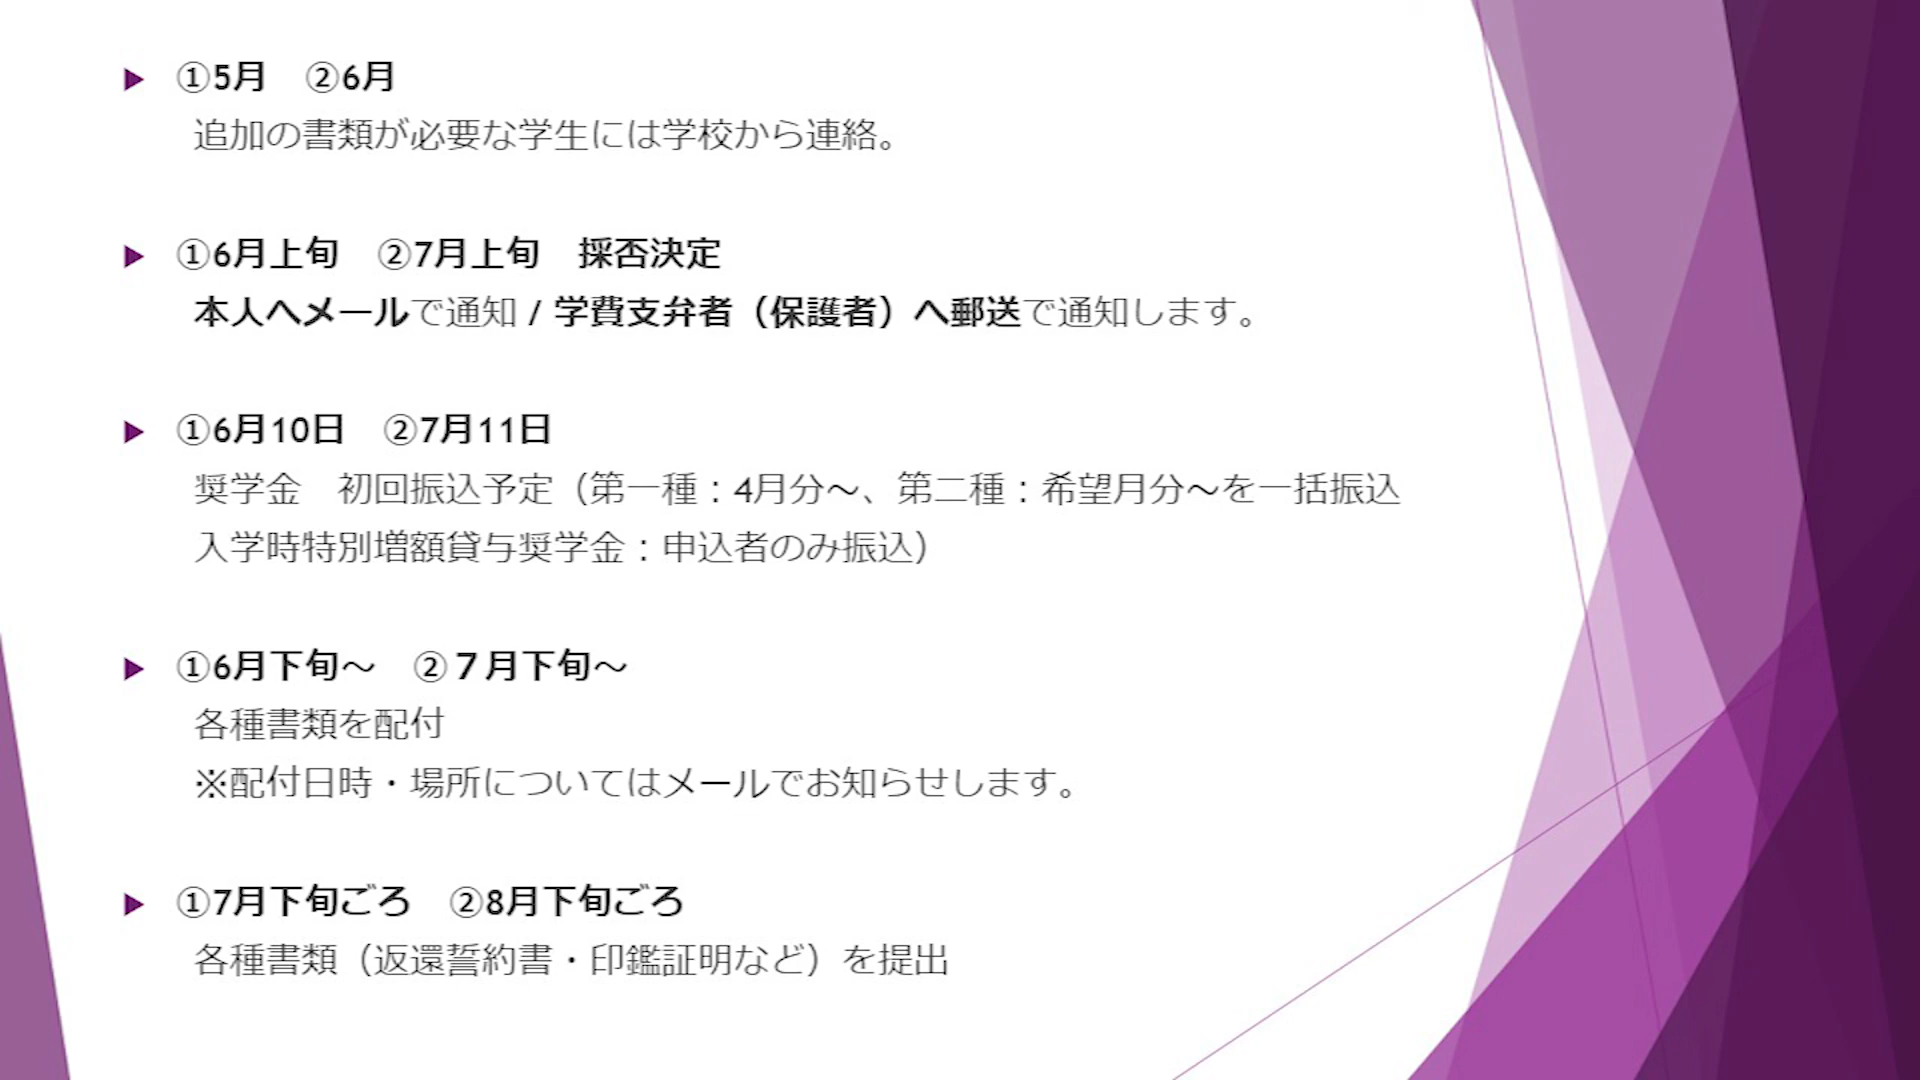 ①5月　②6月
追加の書類が必要な学生には学校から連絡。
①6月上旬　②7月上旬　採否決定
本人へメールで通知 / 学費支弁者（保護者）へ郵送で通知します。
①6月10日　②7月11日
奨学金　初回振込予定（第一種：4月分～、第二種：希望月分～を一括振込
入学時特別増額貸与奨学金：申込者のみ振込）
①6月下旬～　②７月下旬～
各種書類を配付
※配付日時・場所についてはメールでお知らせします。
①7月下旬ごろ　②8月下旬ごろ
各種書類（返還誓約書・印鑑証明など）を提出